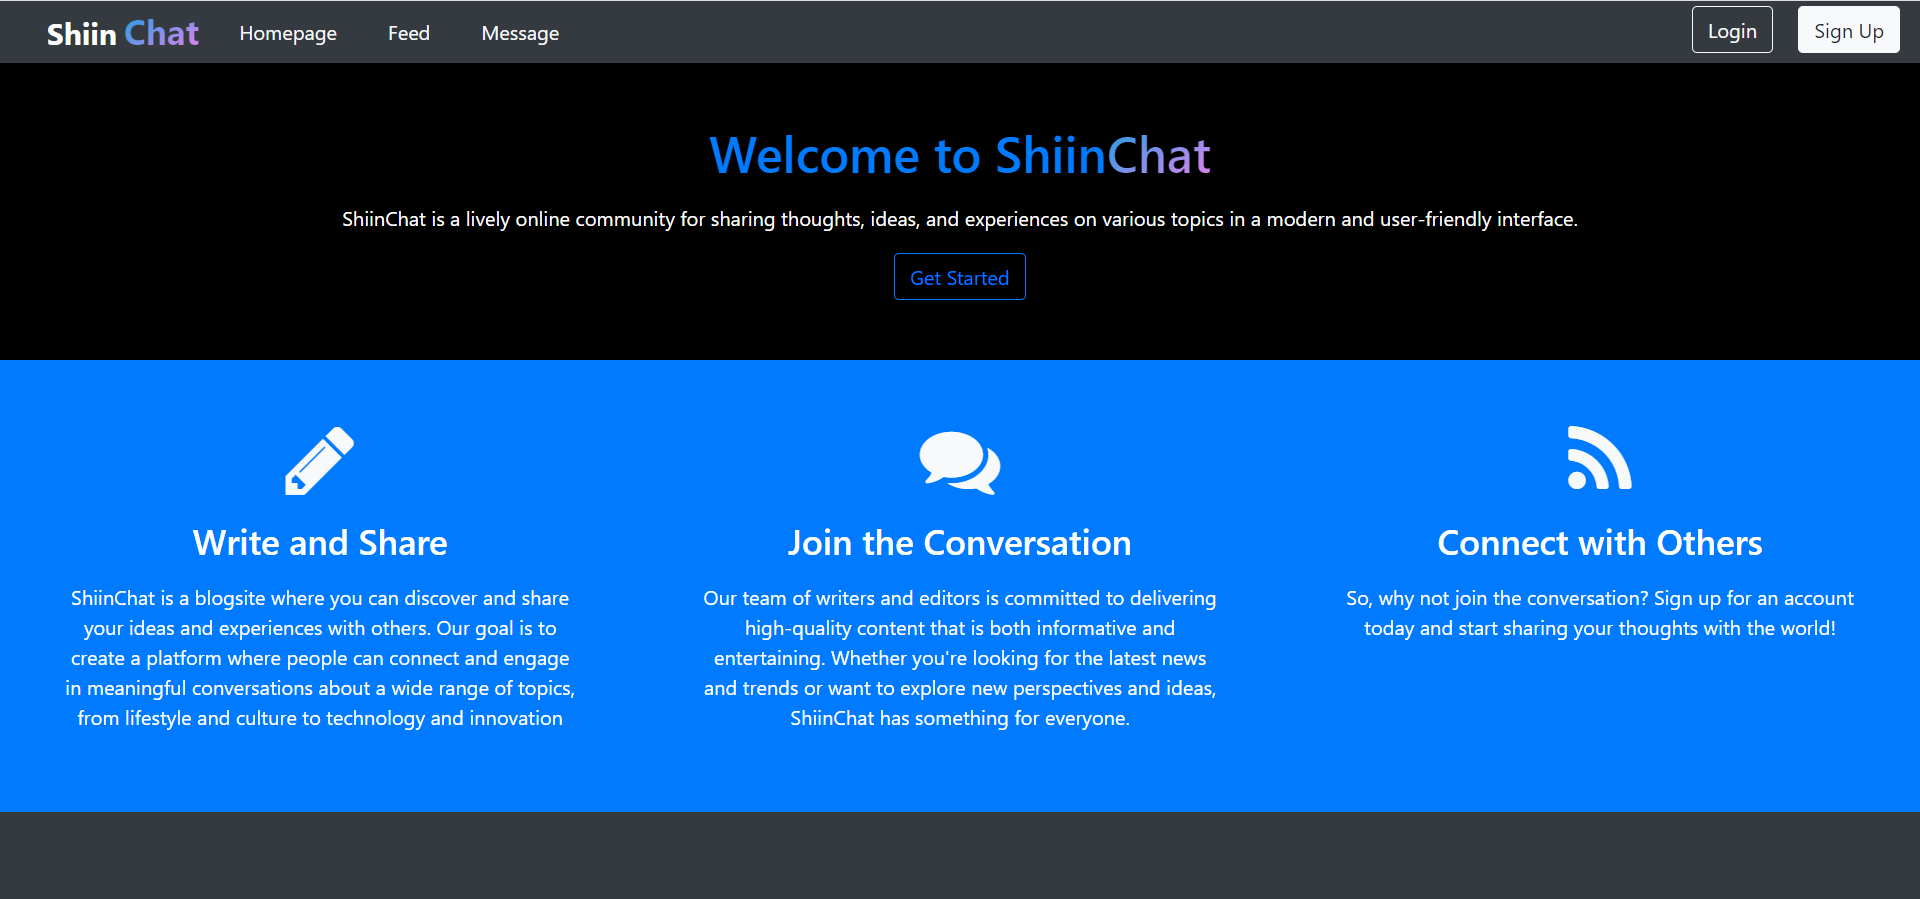 Shiin Chat Homepage Feed Message Login Sign Up
Welcome to ShiinChat
ShiinChat is a lively online community for sharing thoughts, ideas, and experiences on various topics in a modern and user-friendly interface.
Get Started
Write and Share
ShiinChat is a blogsite where you can discover and share
your ideas and experiences with others. Our goal is to
create a platform where people can connect and engage
in meaningful conversations about a wide range of topics,
from lifestyle and culture to technology and innovation
Join the Conversation
Our team of writers and editors is committed to delivering
high-quality content that is both informative and
entertaining. Whether you're looking for the latest news
and trends or want to explore new perspectives and ideas,
ShiinChat has something for everyone.
Connect with Others
So, why not join the conversation? Sign up for an account
today and start sharing your thoughts with the world!